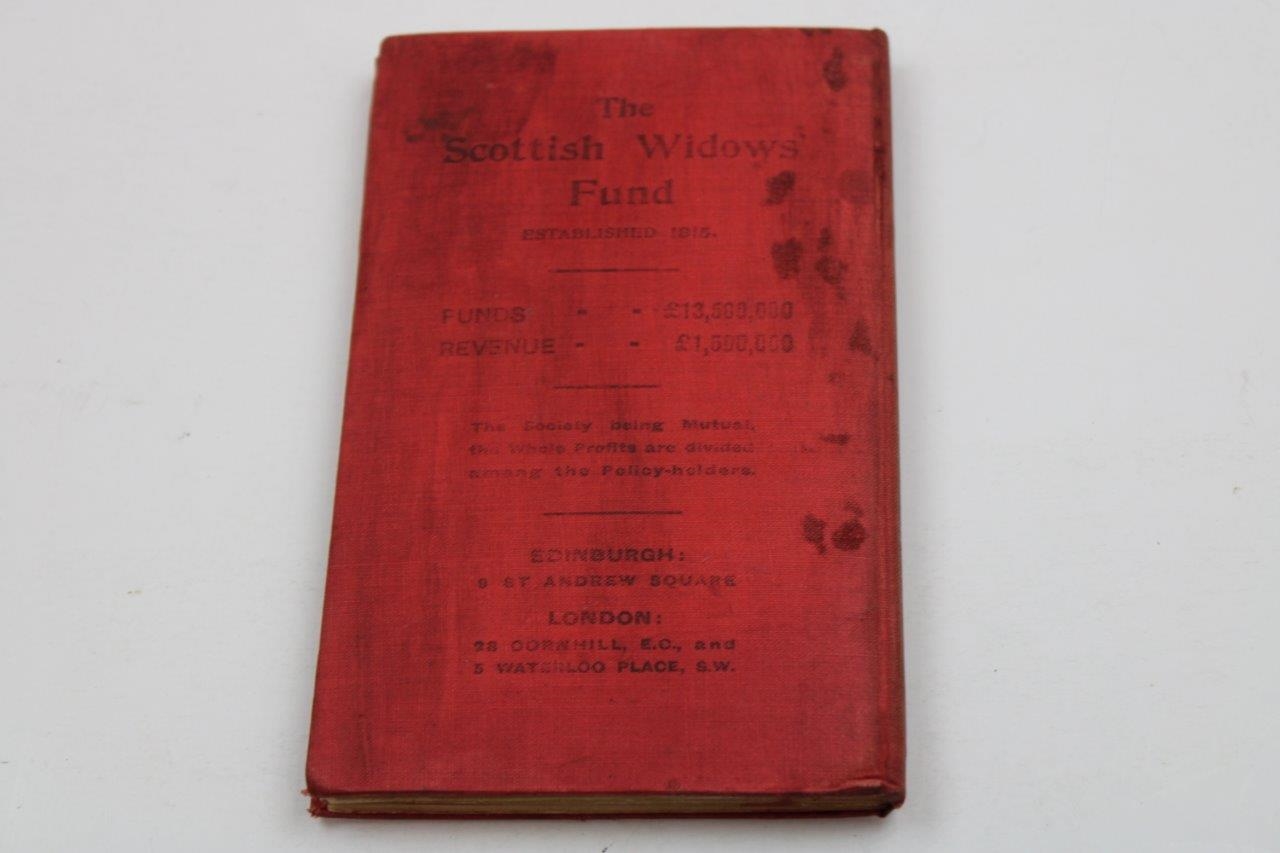 The
Scottish Widows'
Fund
ESTABLISHED 1815.
FUNDS - - £13,500,000
REVENUE - - £1,500,000
The Society being Mutual,
the Whole Profits are divided
among the Policy-holders.
EDINBURGH:
9 ST ANDREW SQUARE
LONDON:
28 CORNHILL, E.C., and
5 WATERLOO PLACE, S.W.